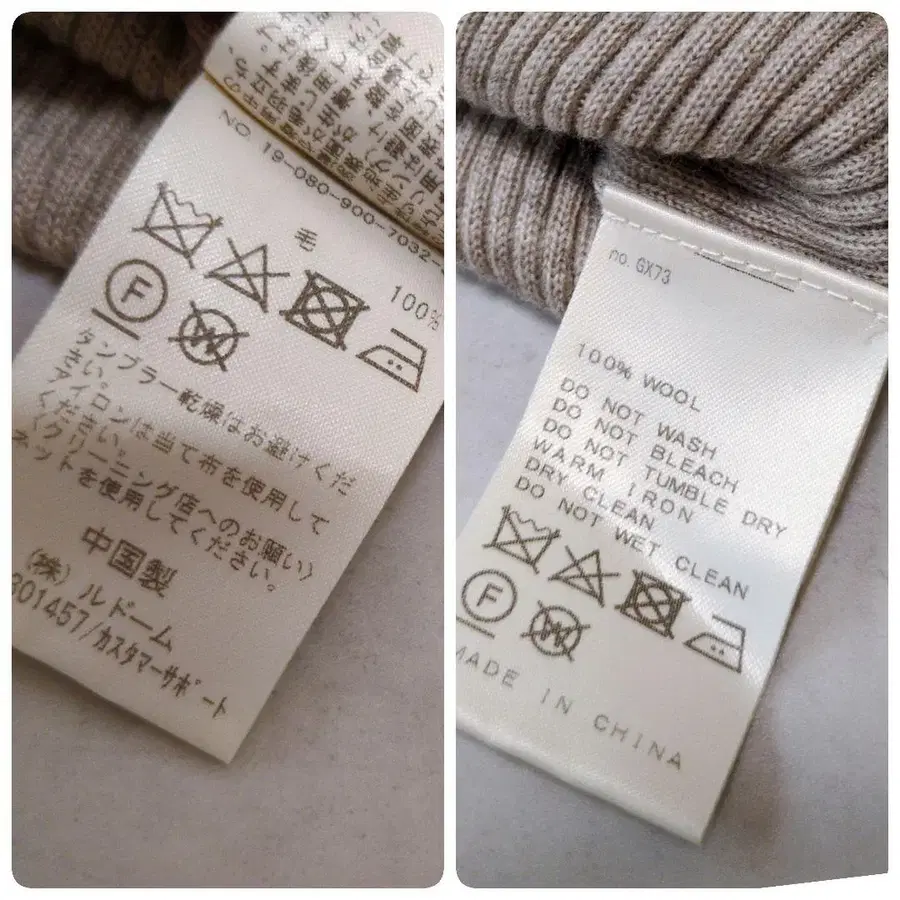 NO 19-080-900-7032-
毛 100%
タンブラー乾燥はお避けくだ
さい。
アイロンは当て布を使用して
ください。
〈クリーニング店へのお願い〉
ネットを使用してください。
中国製
(株) ルドーム
301457/カスタマーサポート
no. GX73
100% WOOL
DO NOT WASH
DO NOT BLEACH
DO NOT TUMBLE DRY
WARM IRON
DRY CLEAN
DO NOT WET CLEAN
MADE IN CHINA